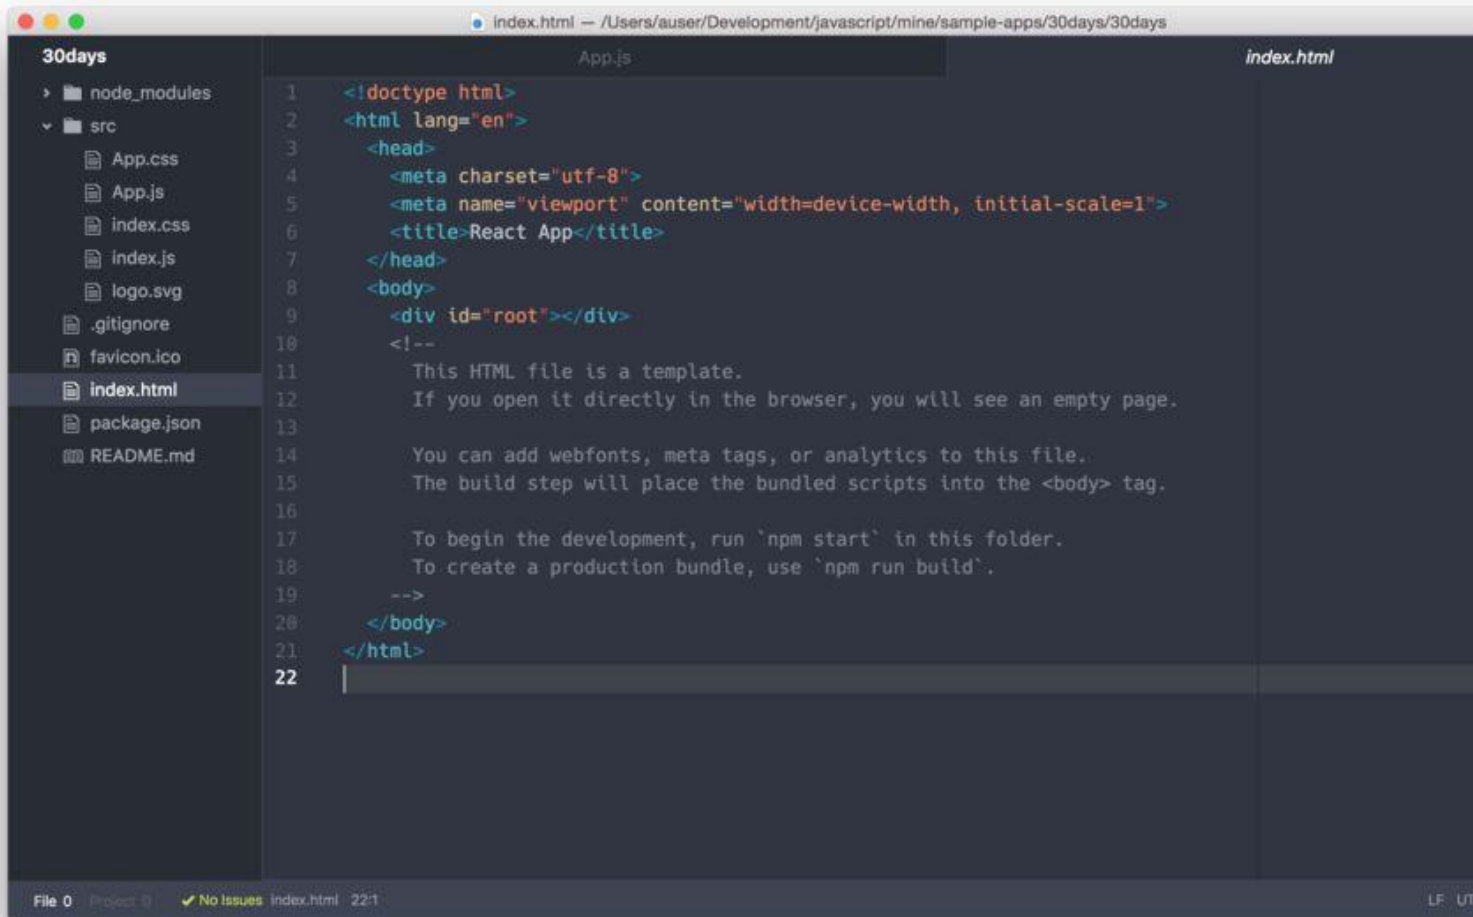 index.html — /Users/auser/Development/javascript/mine/sample-apps/30days/30days
30days
node_modules
src
App.css
App.js
index.css
index.js
logo.svg
.gitignore
favicon.ico
index.html
package.json
README.md
App.js
index.html
1 <!doctype html>
2 <html lang="en">
3 <head>
4 <meta charset="utf-8">
5 <meta name="viewport" content="width=device-width, initial-scale=1">
6 <title>React App</title>
7 </head>
8 <body>
9 <div id="root"></div>
10 <!--
11 This HTML file is a template.
12 If you open it directly in the browser, you will see an empty page.
13
14 You can add webfonts, meta tags, or analytics to this file.
15 The build step will place the bundled scripts into the <body> tag.
16
17 To begin the development, run `npm start` in this folder.
18 To create a production bundle, use `npm run build`.
19 -->
20 </body>
21 </html>
22
File 0 Project 0 No Issues index.html 22:1 LF